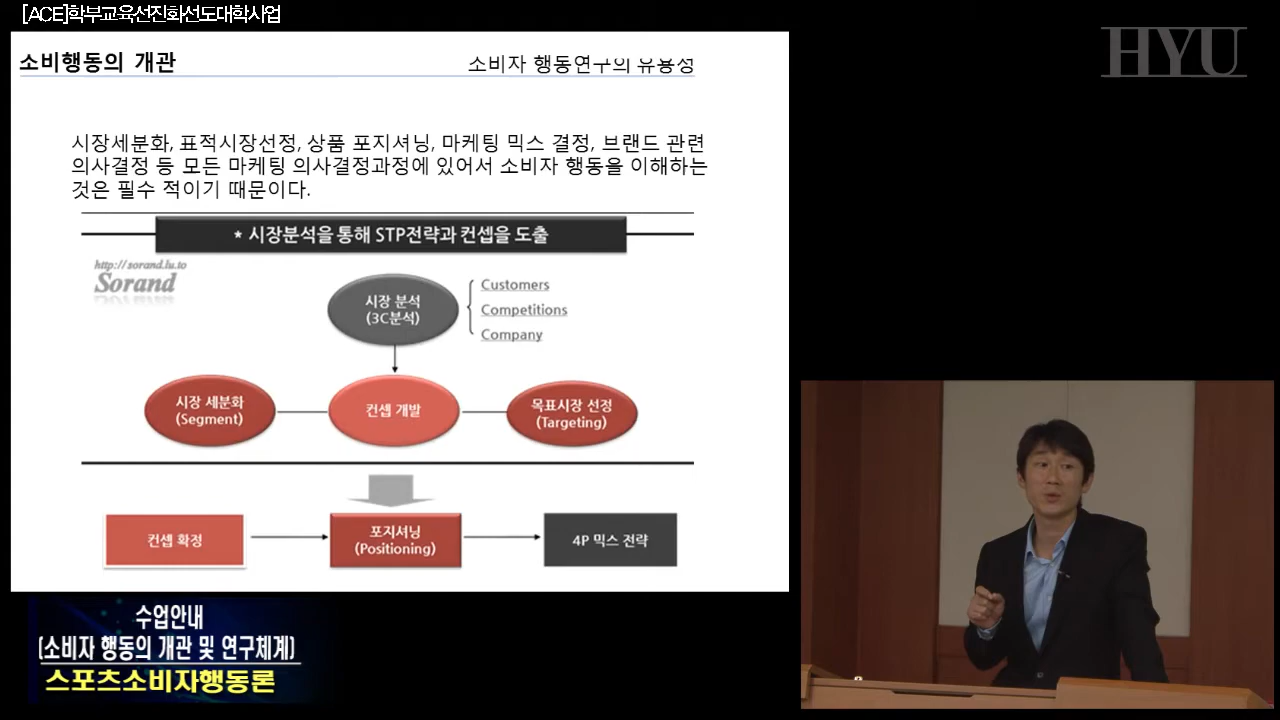 [ACE]학부교육선진화선도대학사업
HYU
소비행동의 개관
소비자 행동연구의 유용성
시장세분화, 표적시장선정, 상품 포지셔닝, 마케팅 믹스 결정, 브랜드 관련
의사결정 등 모든 마케팅 의사결정과정에 있어서 소비자 행동을 이해하는
것은 필수 적이기 때문이다.
* 시장분석을 통해 STP전략과 컨셉을 도출
http://sorand.lu.to
Sorand
시장 분석
(3C분석)
Customers
Competitions
Company
시장 세분화
(Segment)
컨셉 개발
목표시장 선정
(Targeting)
컨셉 확정
포지셔닝
(Positioning)
4P 믹스 전략
수업안내
(소비자 행동의 개관 및 연구체계)
스포츠소비자행동론